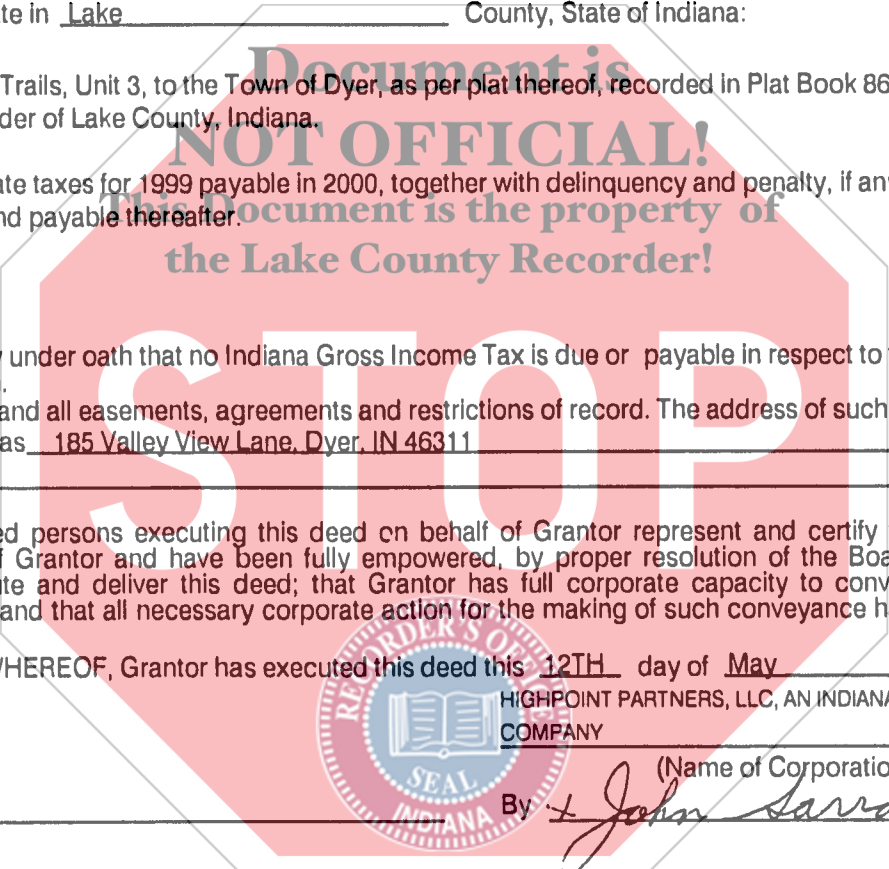 te in Lake County, State of Indiana:
Document is
Trails, Unit 3, to the Town of Dyer, as per plat thereof, recorded in Plat Book 86
der of Lake County, Indiana.
NOT OFFICIAL!
ate taxes for 1999 payable in 2000, together with delinquency and penalty, if an
nd payable thereafter.
This Document is the property of
the Lake County Recorder!
STOP
under oath that no Indiana Gross Income Tax is due or payable in respect to
and all easements, agreements and restrictions of record. The address of such
as 185 Valley View Lane, Dyer, IN 46311
ed persons executing this deed on behalf of Grantor represent and certify
f Grantor and have been fully empowered, by proper resolution of the Boa
te and deliver this deed; that Grantor has full corporate capacity to conv
and that all necessary corporate action for the making of such conveyance h
WHEREOF, Grantor has executed this deed this 12TH day of May
HIGHPOINT PARTNERS, LLC, AN INDIANA
COMPANY
RECORDER'S OFFICE
SEAL
INDIANA
(Name of Corporatio
By x John